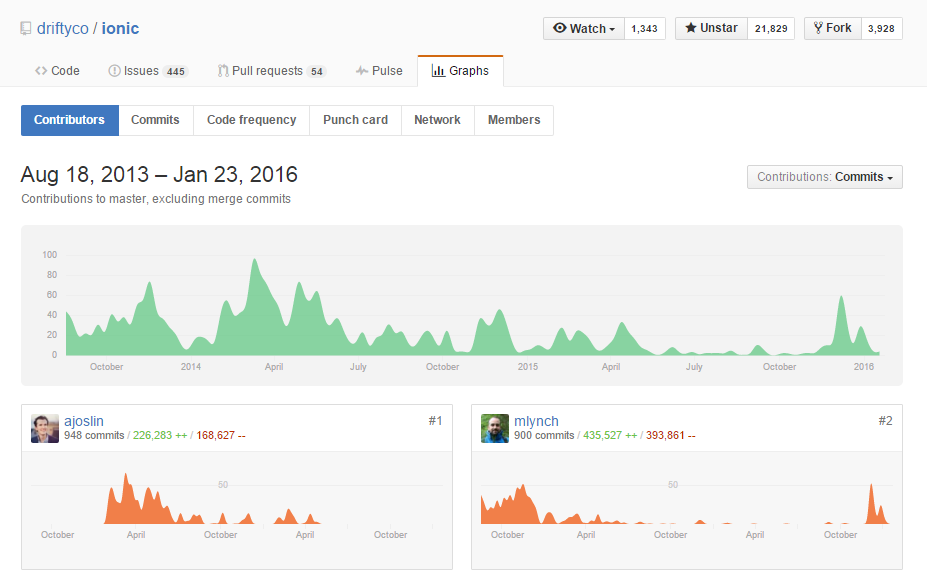 driftyco / ionic
Watch 1,343 Unstar 21,829 Fork 3,928
Code Issues 445 Pull requests 54 Pulse Graphs
Contributors Commits Code frequency Punch card Network Members
Aug 18, 2013 – Jan 23, 2016
Contributions: Commits
Contributions to master, excluding merge commits
100
80
60
40
20
0
October 2014 April July October 2015 April July October 2016
ajoslin #1
948 commits / 226,283 ++ / 168,627 --
50
October April October April October
mlynch #2
900 commits / 435,527 ++ / 393,861 --
50
October April October April October